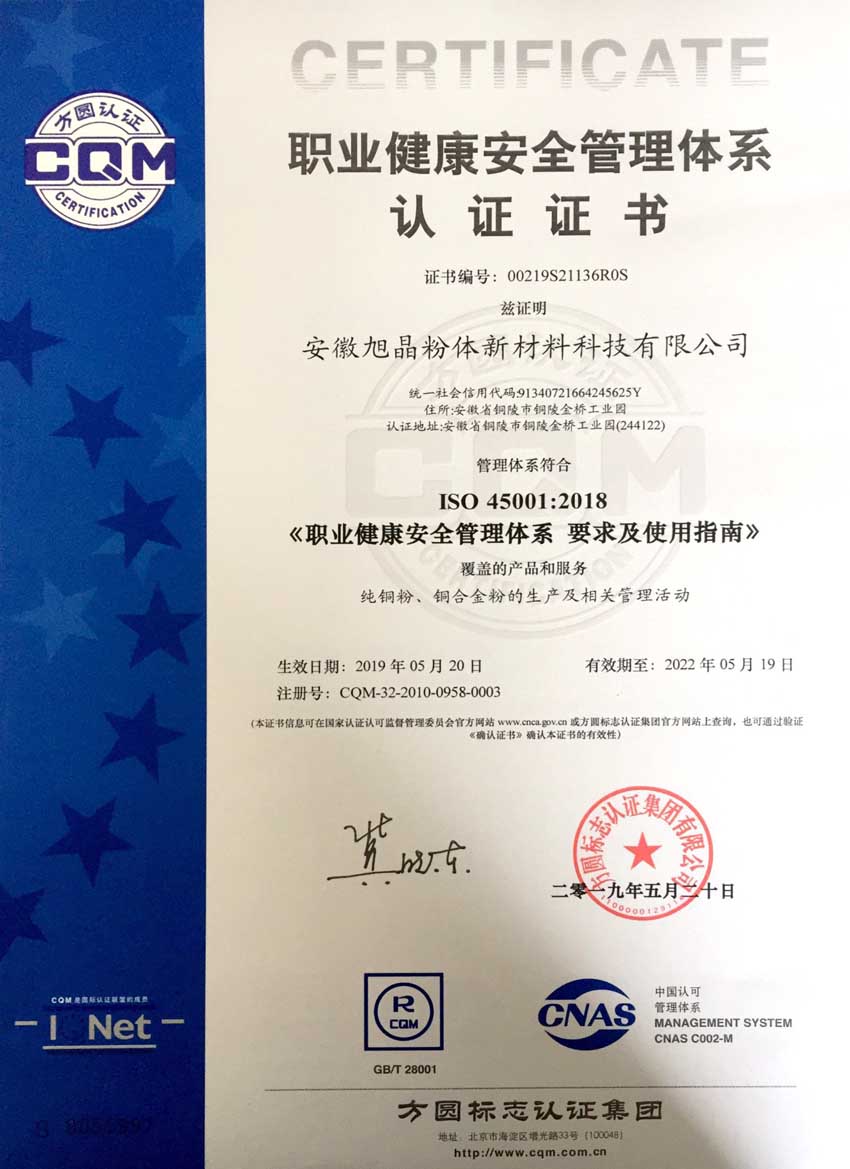 CERTIFICATE
方圆认证
CQM
CERTIFICATION
职业健康安全管理体系
认证证书
证书编号：00219S21136R0S
兹证明
安徽旭晶粉体新材料科技有限公司
统一社会信用代码:91340721664245625Y
住所:安徽省铜陵市铜陵金桥工业园
认证地址:安徽省铜陵市铜陵金桥工业园(244122)
管理体系符合
ISO 45001:2018
《职业健康安全管理体系 要求及使用指南》
覆盖的产品和服务
纯铜粉、铜合金粉的生产及相关管理活动
生效日期：2019 年 05 月 20 日
有效期至：2022 年 05 月 19 日
注册号：CQM-32-2010-0958-0003
(本证书信息可在国家认证认可监督管理委员会官方网站 www.cnca.gov.cn 或方圆标志认证集团官方网站上查询，也可通过验证
《确认证书》确认本证书的有效性)
方圆标志认证集团有限公司
二零一九年五月二十日
CQM 是国际认证联盟的成员
Net
R
CQM
GB/T 28001
CNAS
中国认可
管理体系
MANAGEMENT SYSTEM
CNAS C002-M
方圆标志认证集团
地址：北京市海淀区增光路33号 (100048)
http://www.cqm.com.cn